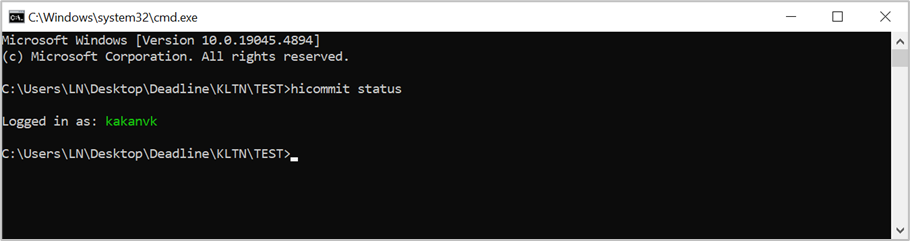 C:\Windows\system32\cmd.exe
Microsoft Windows [Version 10.0.19045.4894]
(c) Microsoft Corporation. All rights reserved.
C:\Users\LN\Desktop\Deadline\KLTN\TEST>hicommit status
Logged in as: kakanvk
C:\Users\LN\Desktop\Deadline\KLTN\TEST>